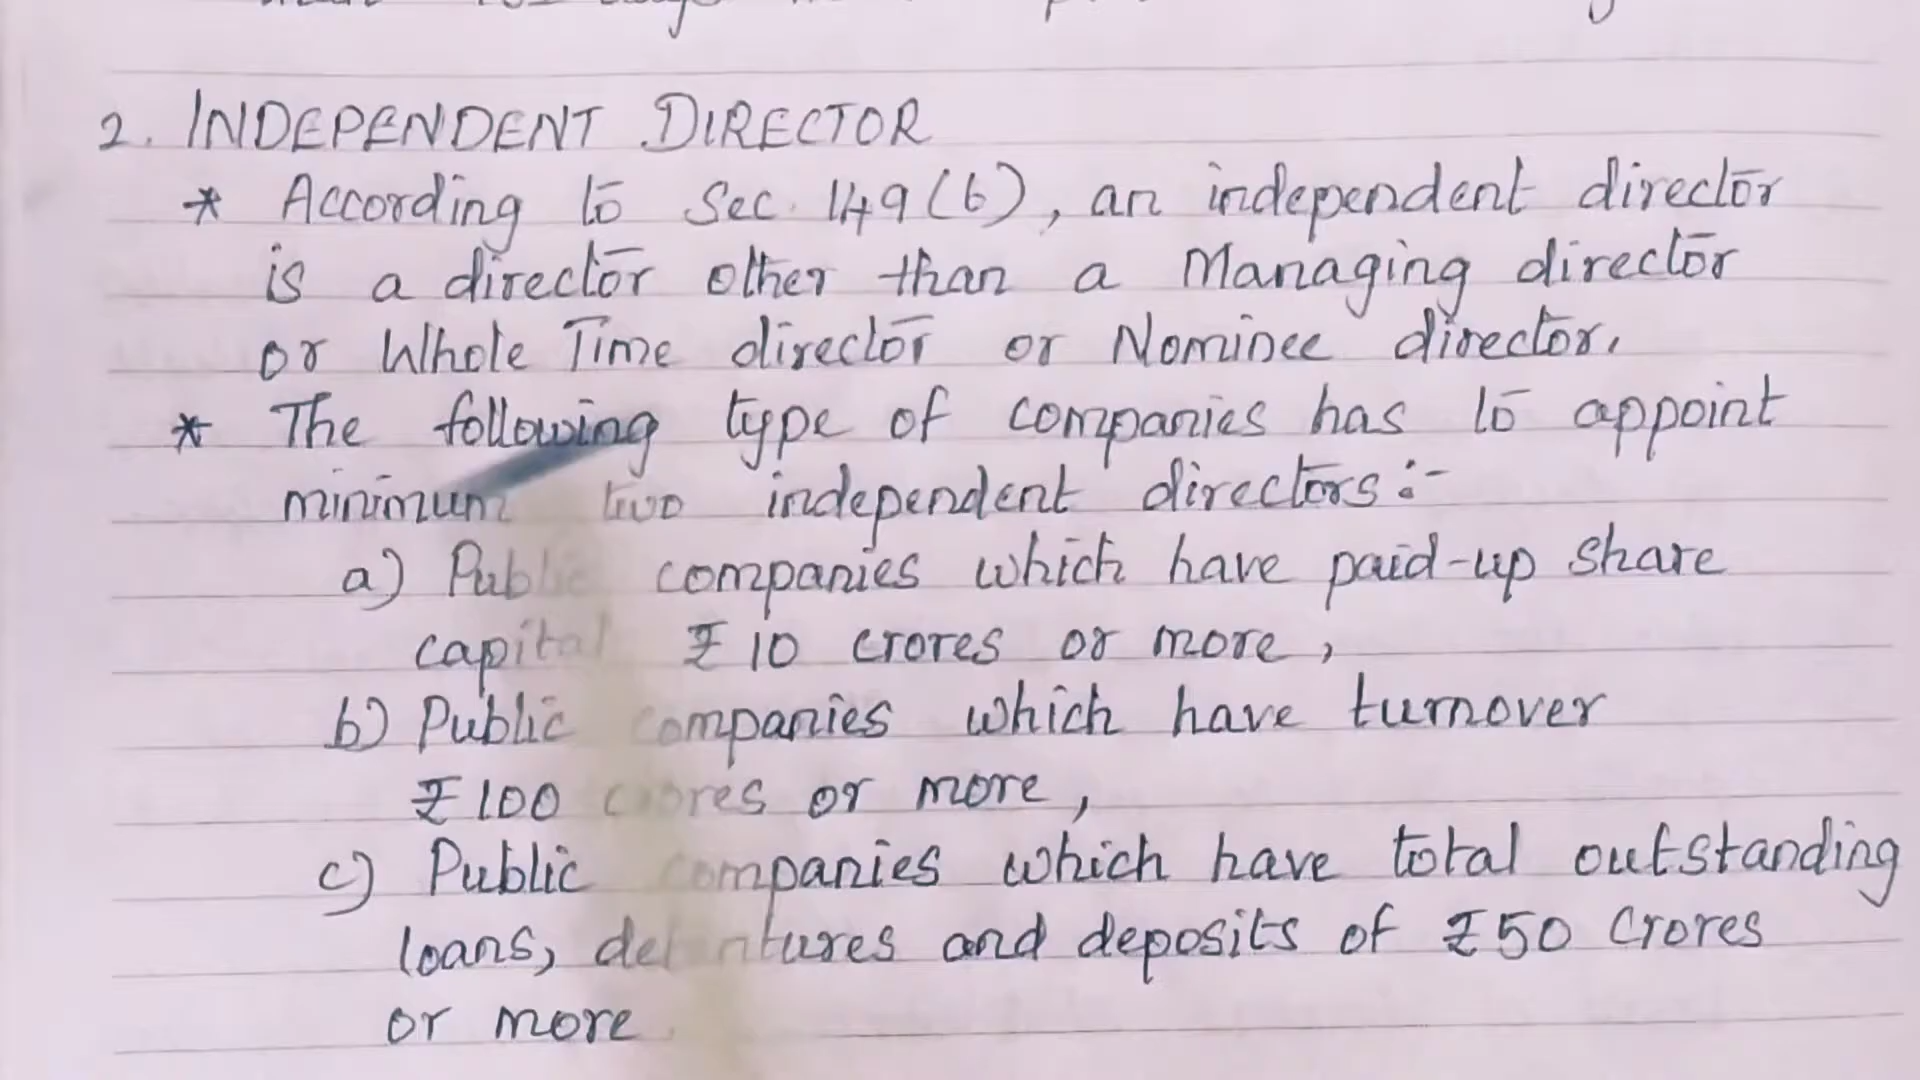 2. INDEPENDENT DIRECTOR
* According to Sec. 149(6), an independent director
is a director other than a Managing director
or Whole Time director or Nominee director.
* The following type of companies has to appoint
minimum two independent directors:-
a) Public companies which have paid-up share
capital ₹10 crores or more,
b) Public companies which have turnover
₹100 crores or more,
c) Public companies which have total outstanding
loans, debentures and deposits of ₹50 Crores
or more